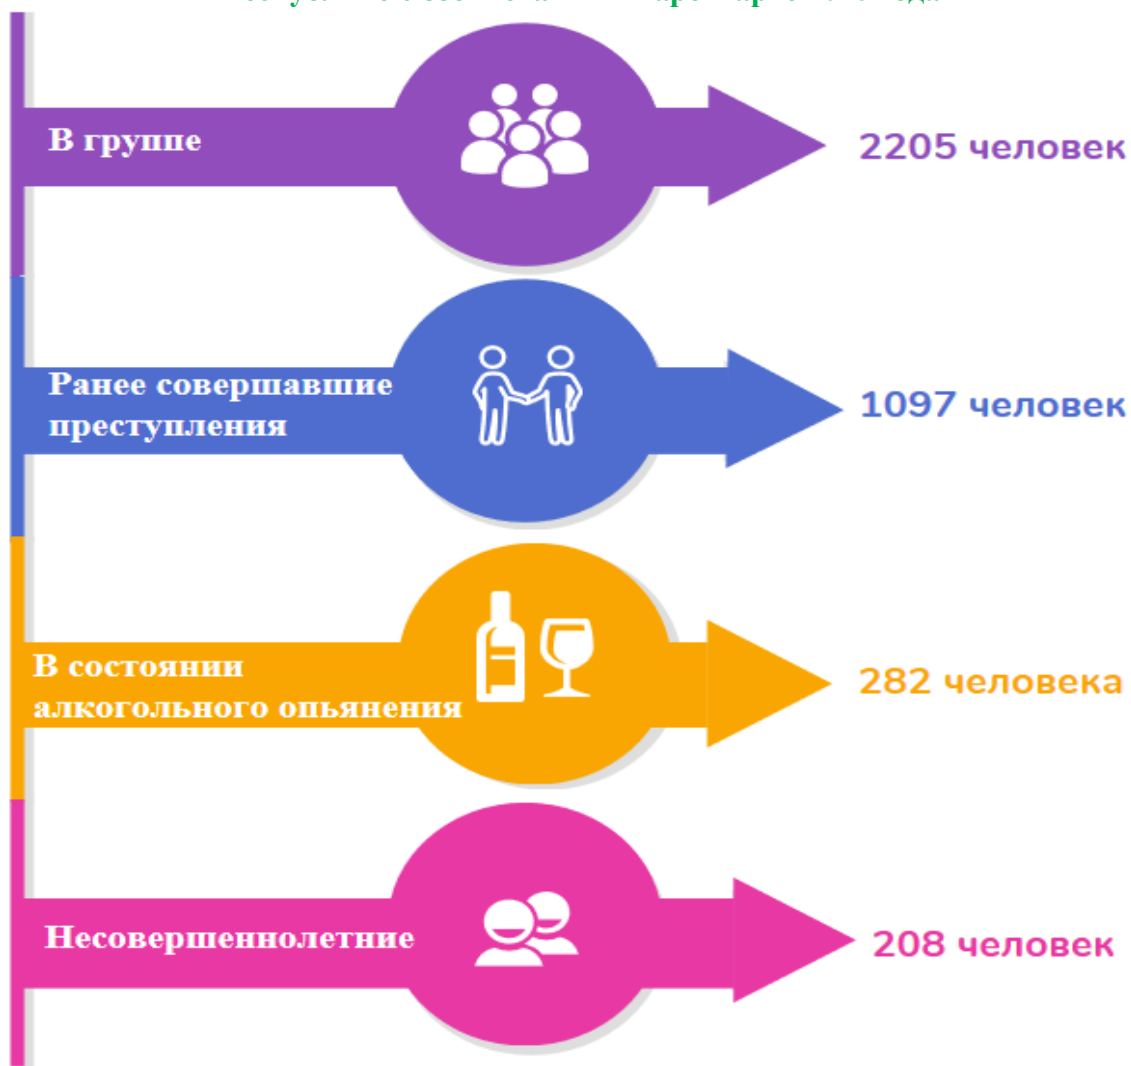 В группе
2205 человек
Ранее совершавшие
преступления
1097 человек
В состоянии
алкогольного опьянения
282 человека
Несовершеннолетние
208 человек